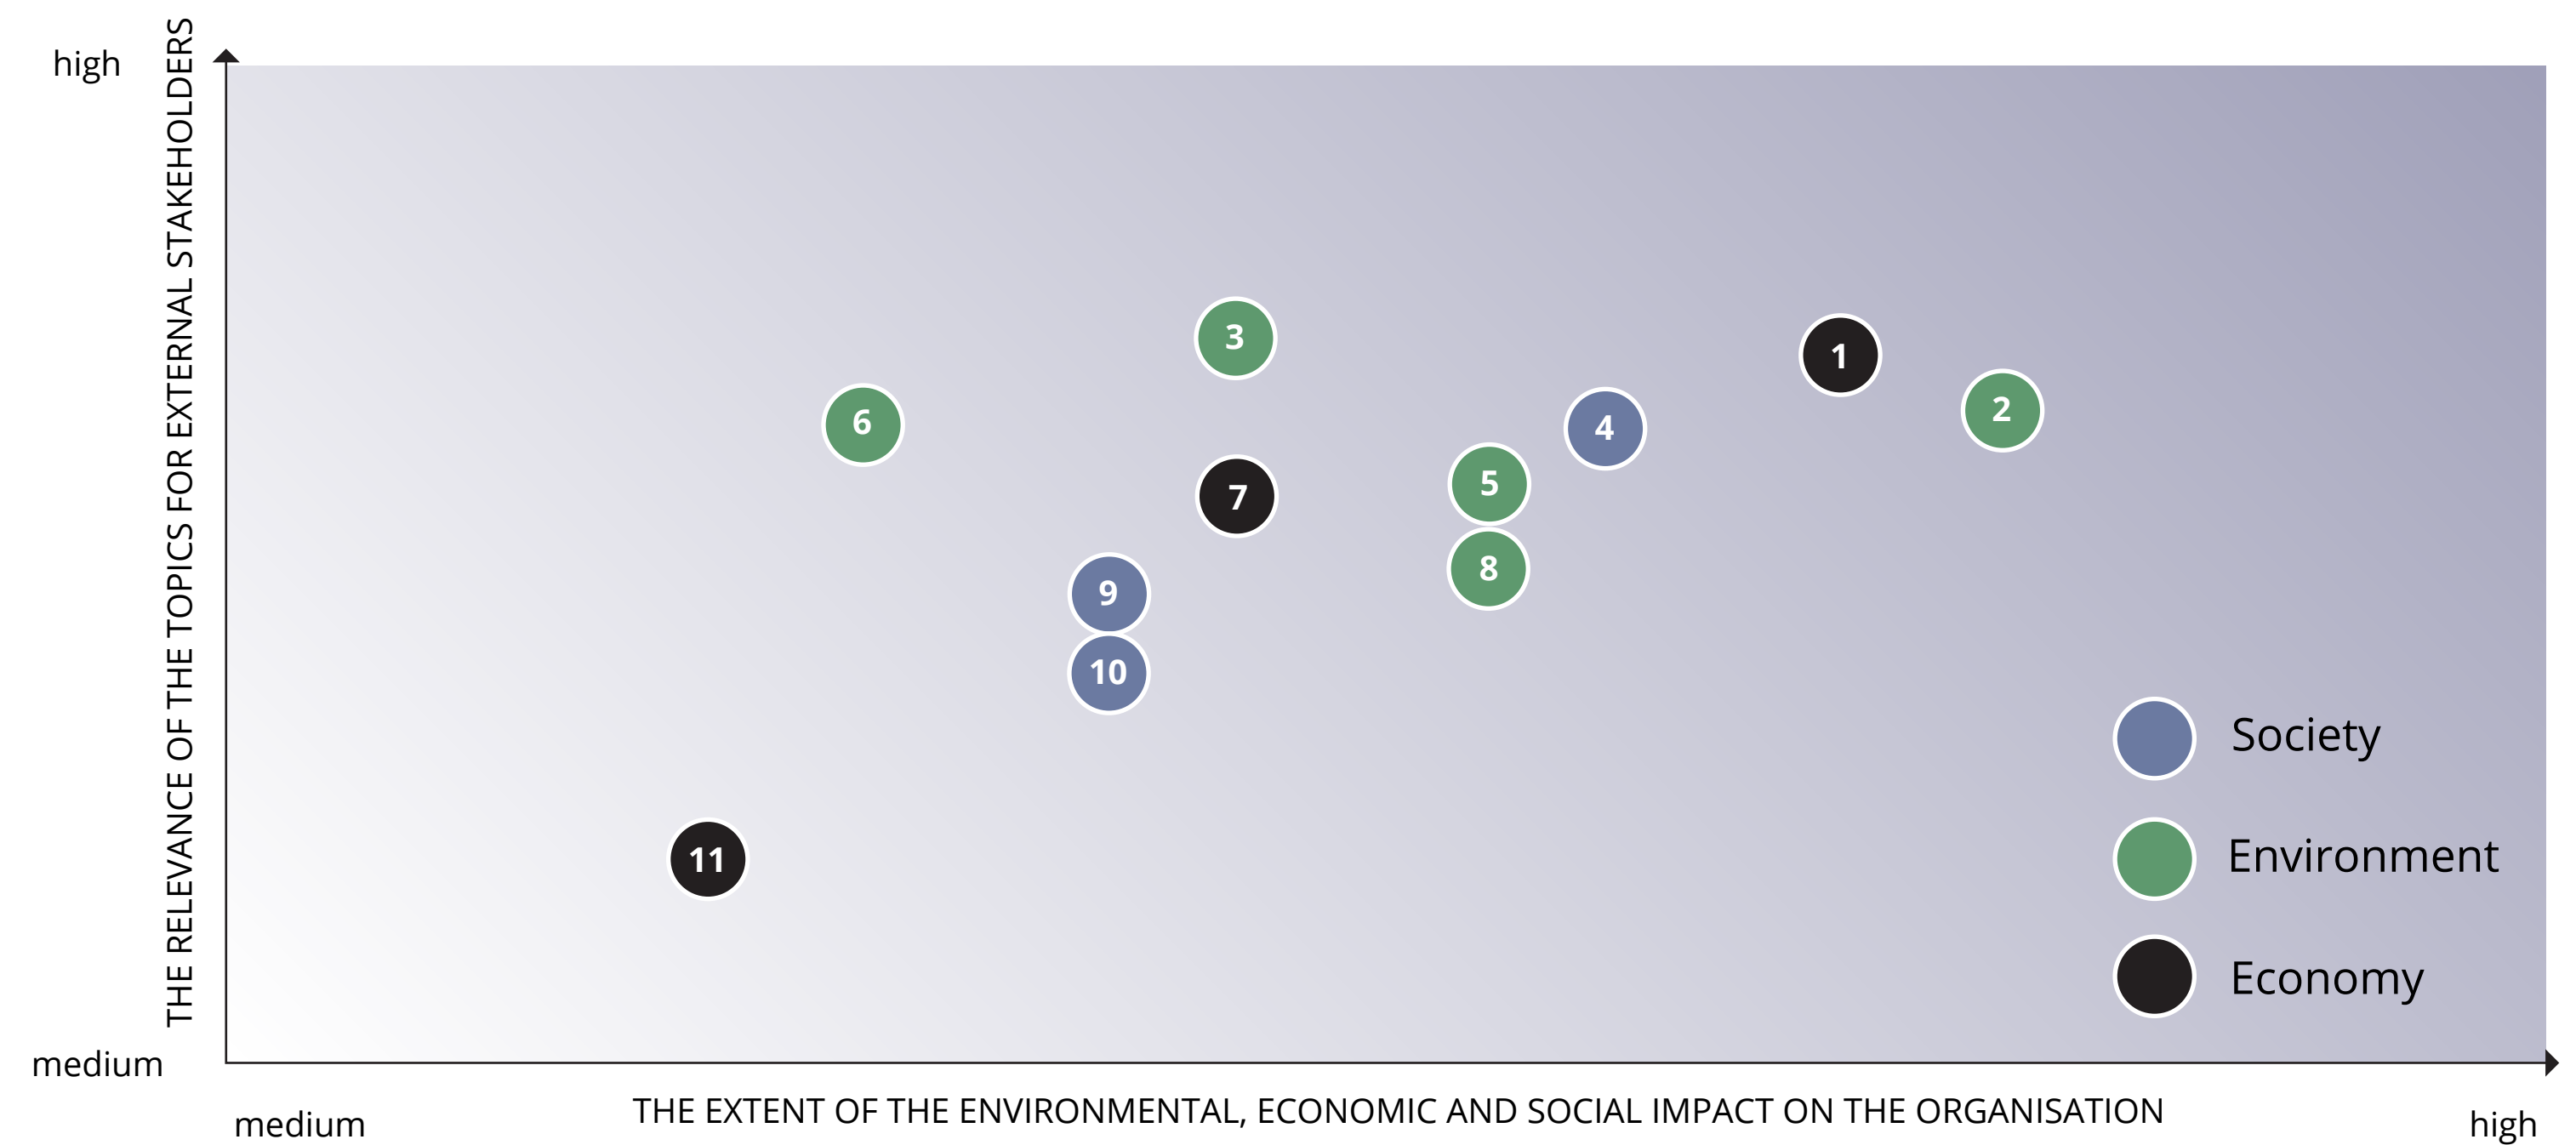 high
THE RELEVANCE OF THE TOPICS FOR EXTERNAL STAKEHOLDERS
3
1
2
6
4
5
7
8
9
10
Society
11
Environment
Economy
medium
medium
THE EXTENT OF THE ENVIRONMENTAL, ECONOMIC AND SOCIAL IMPACT ON THE ORGANISATION
high